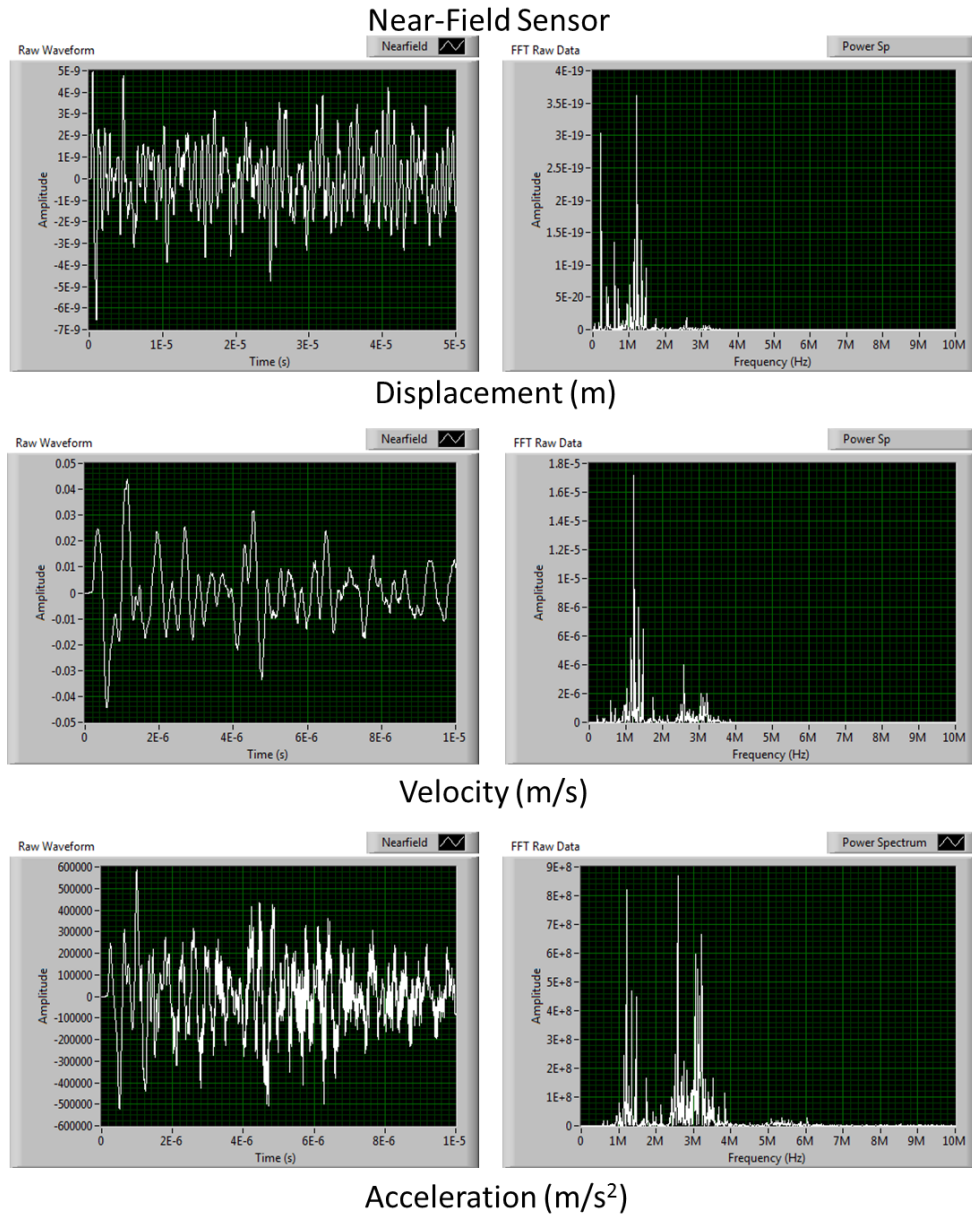 Near-Field Sensor
Raw Waveform
Nearfield
Amplitude
5E-9
4E-9
3E-9
2E-9
1E-9
0
-1E-9
-2E-9
-3E-9
-4E-9
-5E-9
-6E-9
-7E-9
0 1E-5 2E-5 3E-5 4E-5 5E-5
Time (s)
FFT Raw Data
Power Sp
Amplitude
4E-19
3.5E-19
3E-19
2.5E-19
2E-19
1.5E-19
1E-19
5E-20
0
0 1M 2M 3M 4M 5M 6M 7M 8M 9M 10M
Frequency (Hz)
Displacement (m)
Raw Waveform
Nearfield
Amplitude
0.05
0.04
0.03
0.02
0.01
0
-0.01
-0.02
-0.03
-0.04
-0.05
0 2E-6 4E-6 6E-6 8E-6 1E-5
Time (s)
FFT Raw Data
Power Sp
Amplitude
1.8E-5
1.6E-5
1.4E-5
1.2E-5
1E-5
8E-6
6E-6
4E-6
2E-6
0
0 1M 2M 3M 4M 5M 6M 7M 8M 9M 10M
Frequency (Hz)
Velocity (m/s)
Raw Waveform
Nearfield
Amplitude
600000
500000
400000
300000
200000
100000
0
-100000
-200000
-300000
-400000
-500000
-600000
0 2E-6 4E-6 6E-6 8E-6 1E-5
Time (s)
FFT Raw Data
Power Spectrum
Amplitude
9E+8
8E+8
7E+8
6E+8
5E+8
4E+8
3E+8
2E+8
1E+8
0
0 1M 2M 3M 4M 5M 6M 7M 8M 9M 10M
Frequency (Hz)
Acceleration (m/s²)